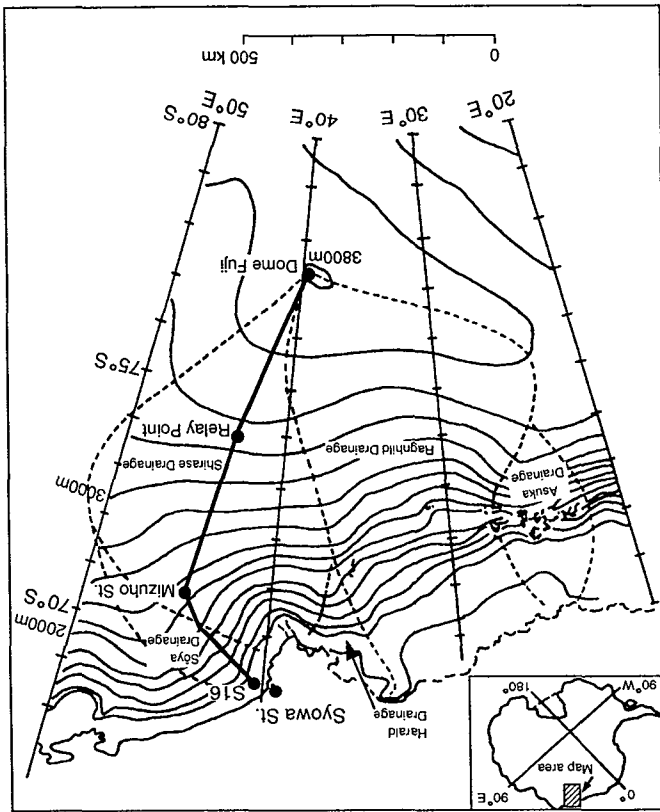 0°
90°E
Map area
180°
90°W
Harald
Drainage
Syowa St.
S16
Sôya
Drainage
2000m
70°S
Mizuho St.
Asuka
Drainage
Ragnhild Drainage
Shirase Drainage
3000m
Relay Point
75°S
3800m
Dome Fuji
20°E
30°E
40°E
50°E
80°S
0
500 km